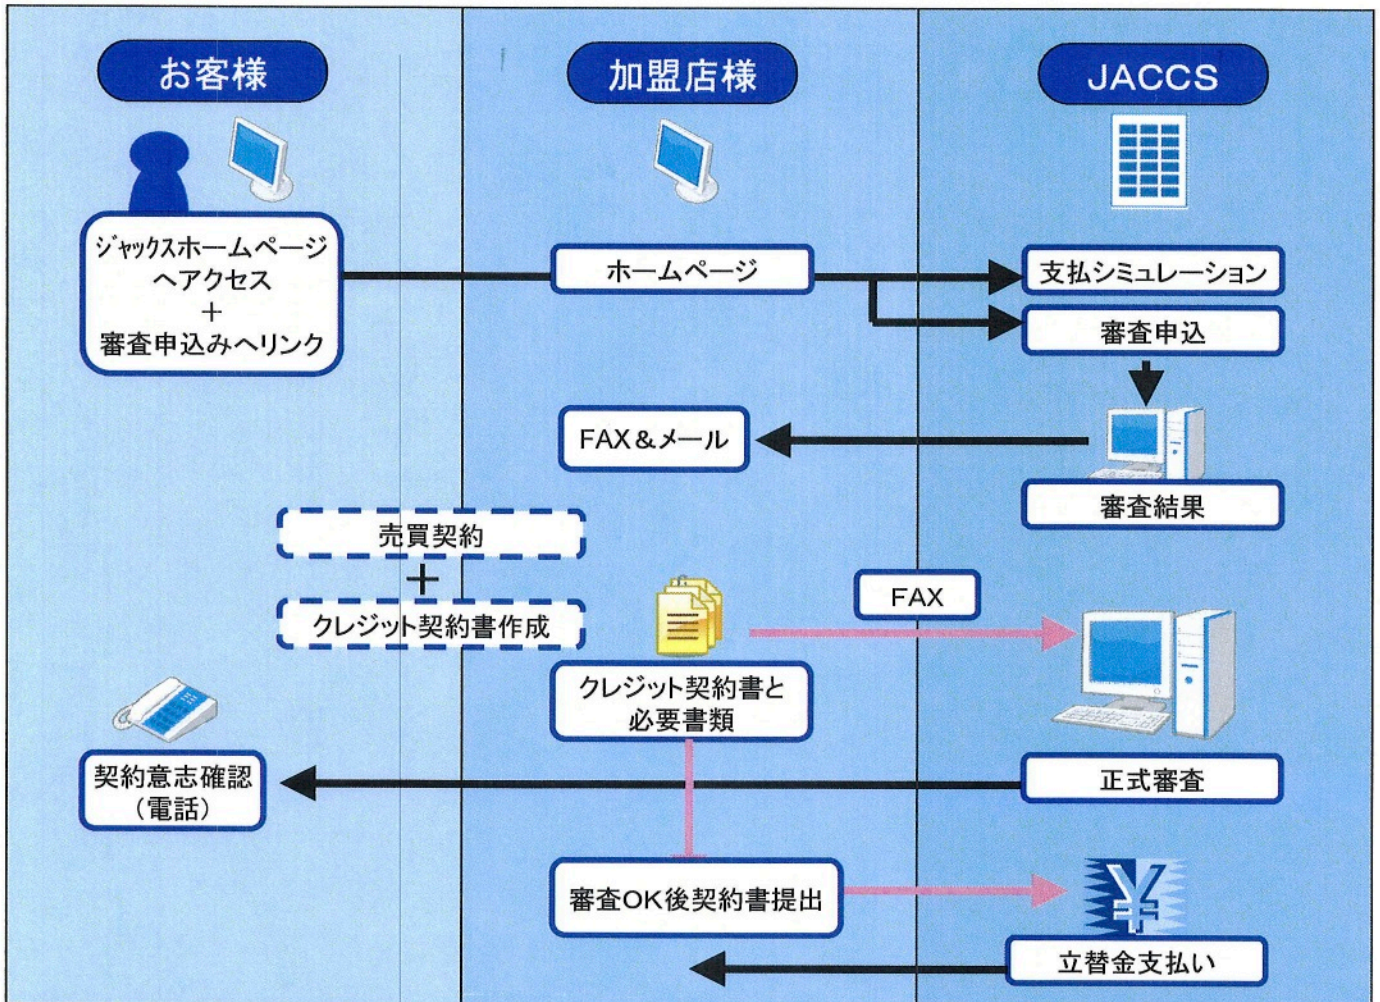 お客様
加盟店様
JACCS
ジャックスホームページ
へアクセス
＋
審査申込みへリンク
ホームページ
支払シミュレーション
審査申込
FAX＆メール
審査結果
売買契約
＋
クレジット契約書作成
FAX
クレジット契約書と
必要書類
契約意志確認
（電話）
正式審査
審査OK後契約書提出
¥
立替金支払い